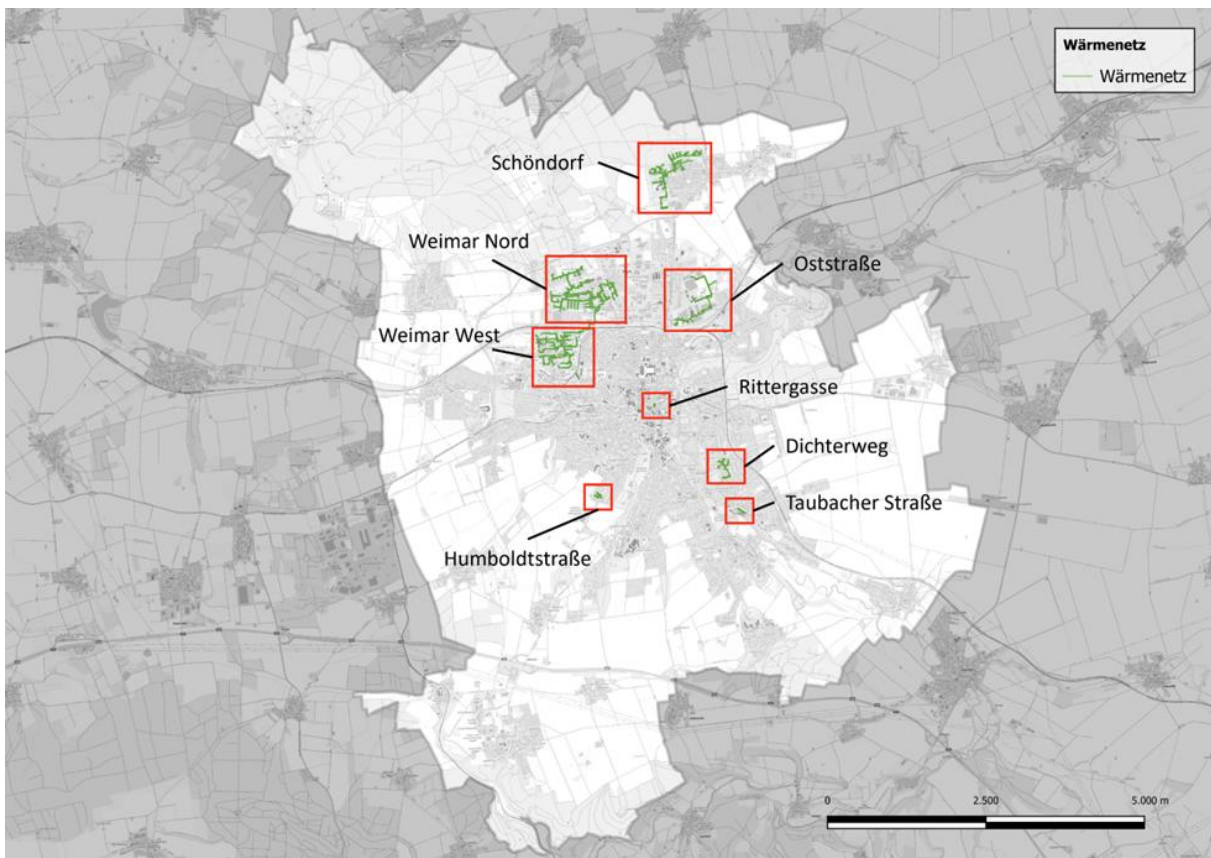 Wärmenetz
Wärmenetz
Schöndorf
Weimar Nord
Oststraße
Weimar West
Rittergasse
Dichterweg
Taubacher Straße
Humboldtstraße
0 2.500 5.000 m